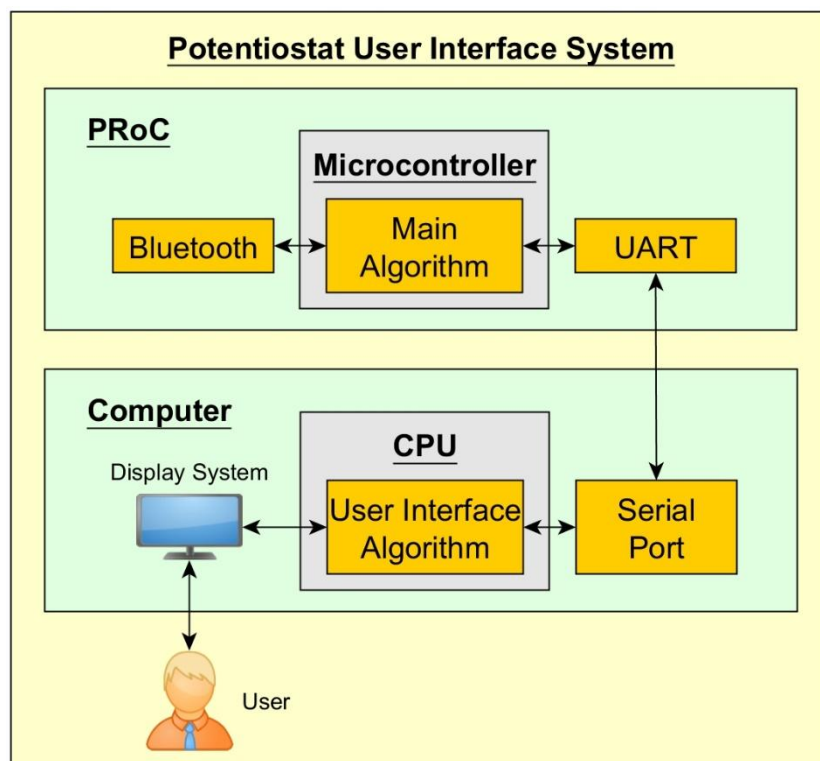 Potentiostat User Interface System
PRoC
Microcontroller
Bluetooth
Main
Algorithm
UART
Computer
CPU
Display System
User Interface
Algorithm
Serial
Port
User